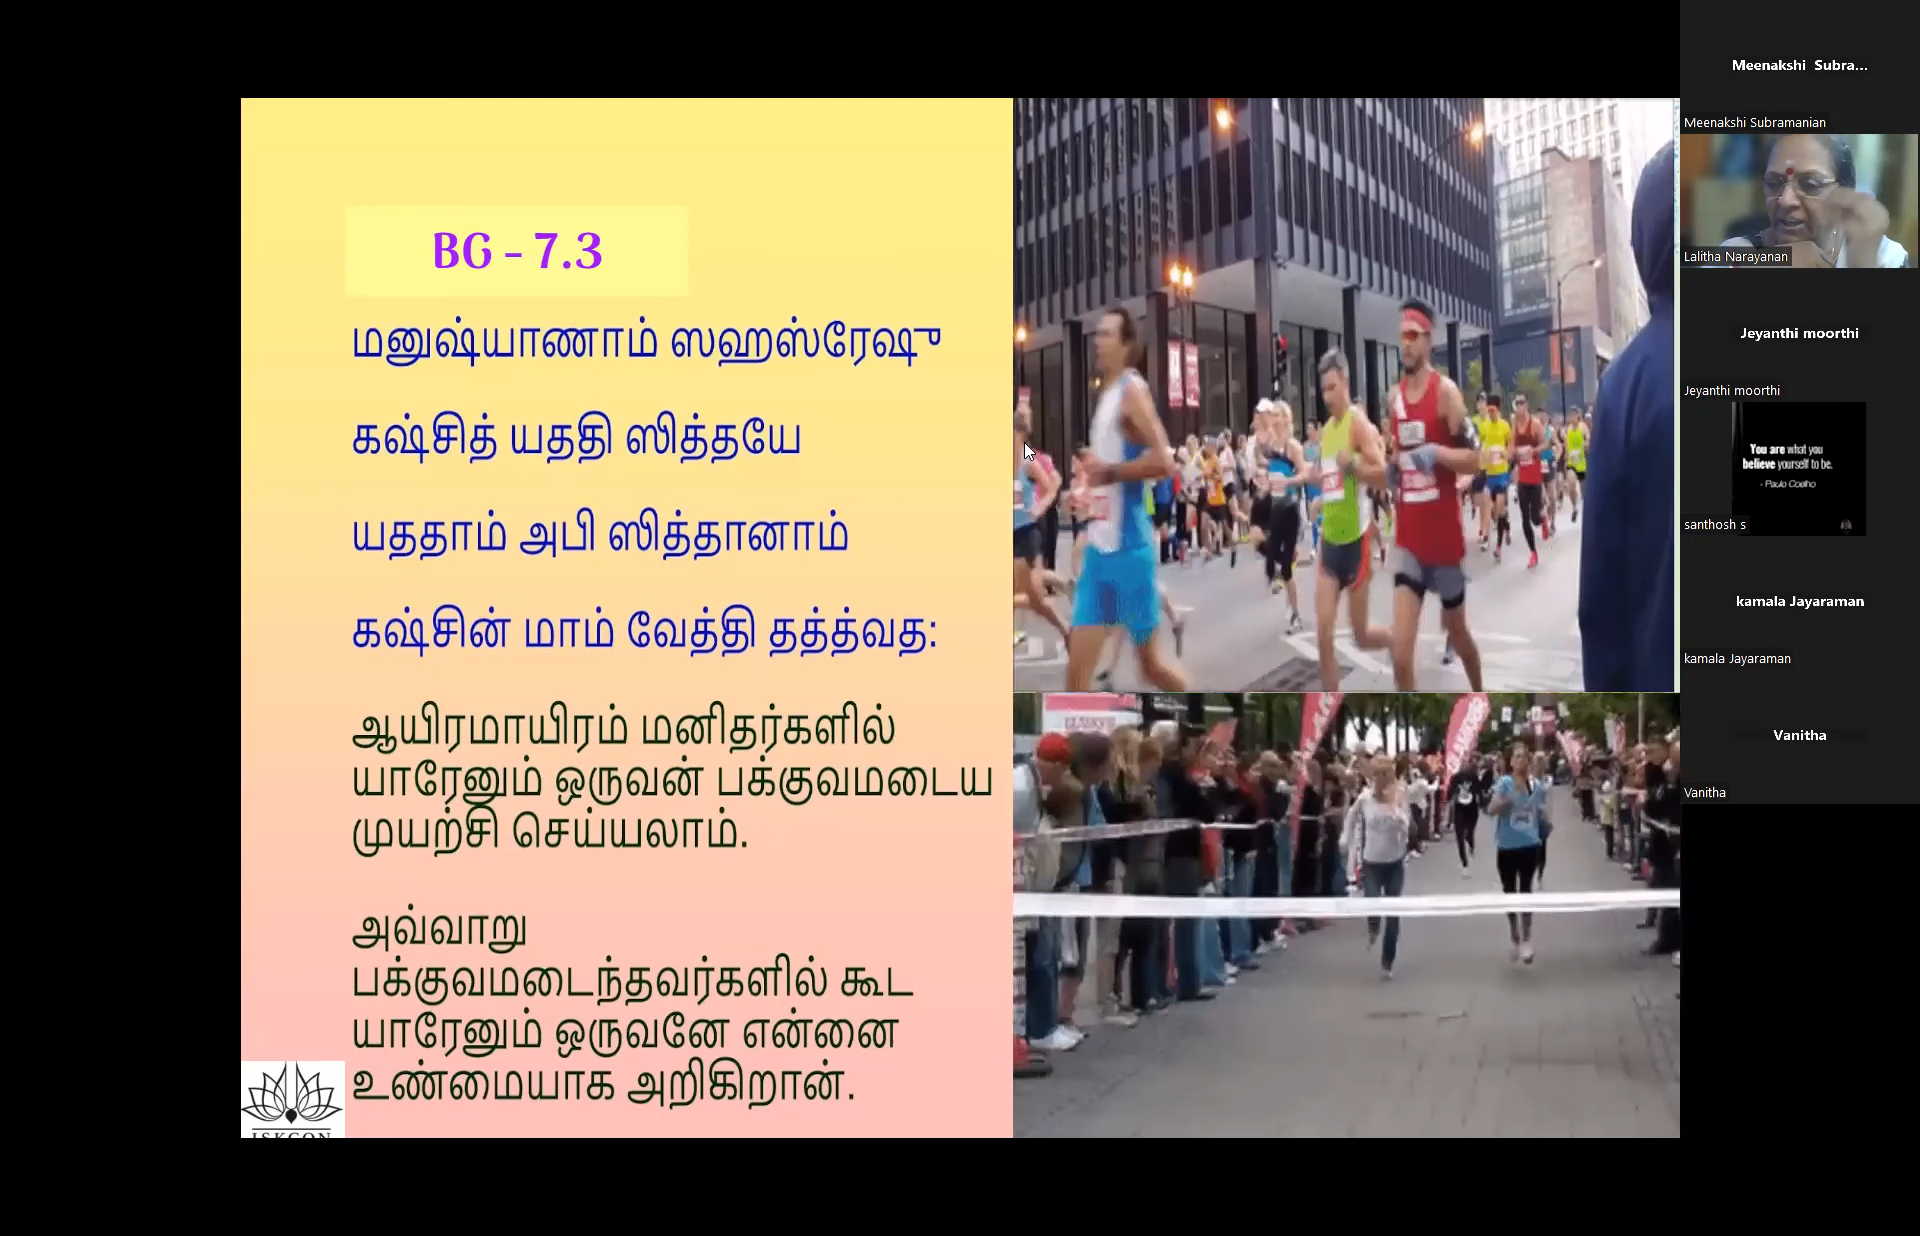 BG - 7.3
மனுஷ்யாணாம் ஸஹஸ்ரேஷு
கஷ்சித் யததி ஸித்தயே
யததாம் அபி ஸித்தானாம்
கஷ்சின் மாம் வேத்தி தத்த்வத:
ஆயிரமாயிரம் மனிதர்களில்
யாரேனும் ஒருவன் பக்குவமடைய
முயற்சி செய்யலாம்.
அவ்வாறு
பக்குவமடைந்தவர்களில் கூட
யாரேனும் ஒருவனே என்னை
உண்மையாக அறிகிறான்.
ISKCON
Meenakshi Subra...
Meenakshi Subramanian
Lalitha Narayanan
Jeyanthi moorthi
Jeyanthi moorthi
You are what you
believe yourself to be.
- Paulo Coelho
santhosh s
kamala Jayaraman
kamala Jayaraman
Vanitha
Vanitha